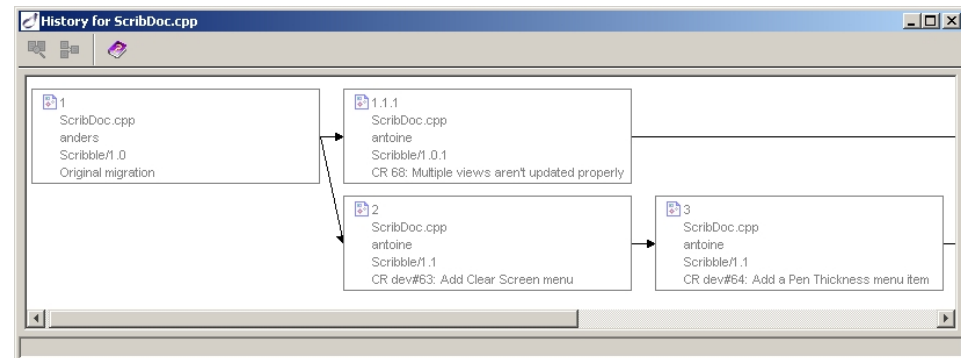 History for ScribDoc.cpp
1
ScribDoc.cpp
anders
Scribble/1.0
Original migration
1.1.1
ScribDoc.cpp
antoine
Scribble/1.0.1
CR 68: Multiple views aren't updated properly
2
ScribDoc.cpp
antoine
Scribble/1.1
CR dev#63: Add Clear Screen menu
3
ScribDoc.cpp
antoine
Scribble/1.1
CR dev#64: Add a Pen Thickness menu item